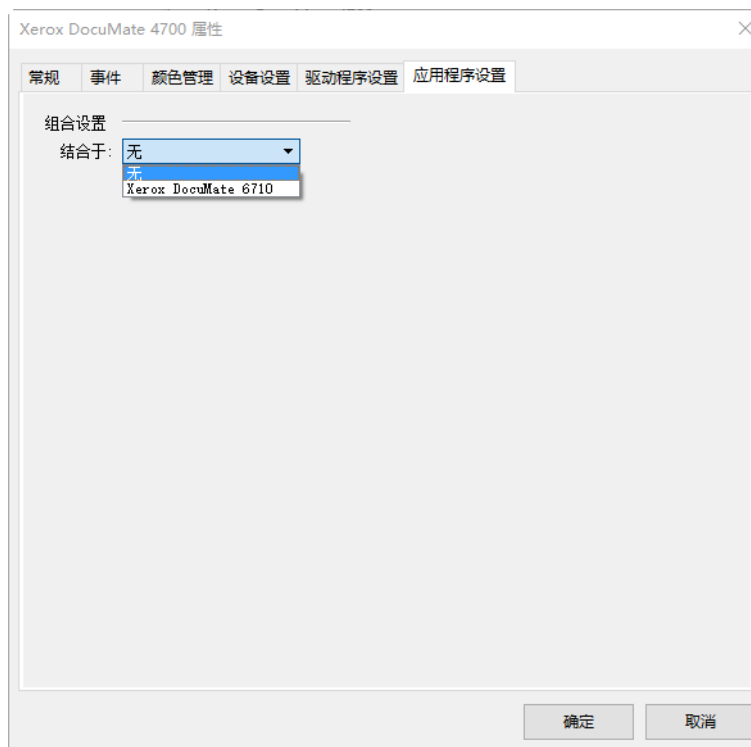 Xerox DocuMate 4700 属性
常规 事件 颜色管理 设备设置 驱动程序设置 应用程序设置
组合设置
结合于: 无
无
Xerox DocuMate 6710
确定 取消